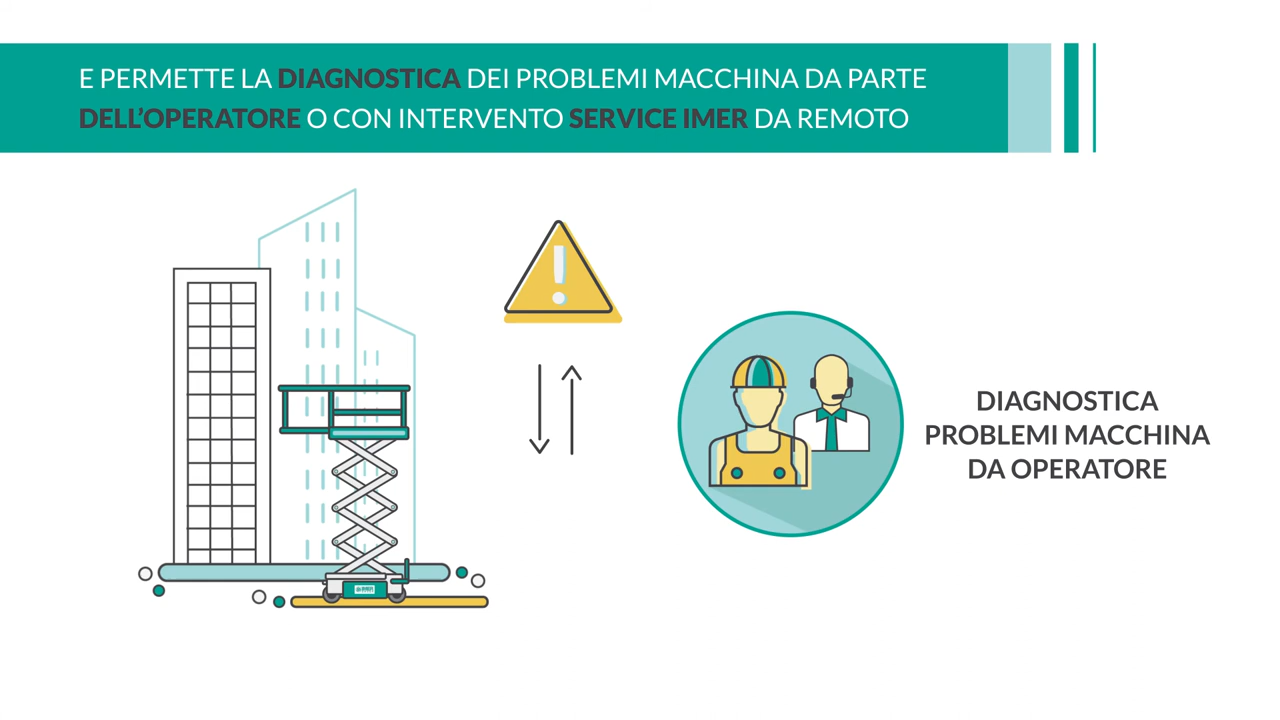 E PERMETTE LA DIAGNOSTICA DEI PROBLEMI MACCHINA DA PARTE
DELL'OPERATORE O CON INTERVENTO SERVICE IMER DA REMOTO
DIAGNOSTICA
PROBLEMI MACCHINA
DA OPERATORE